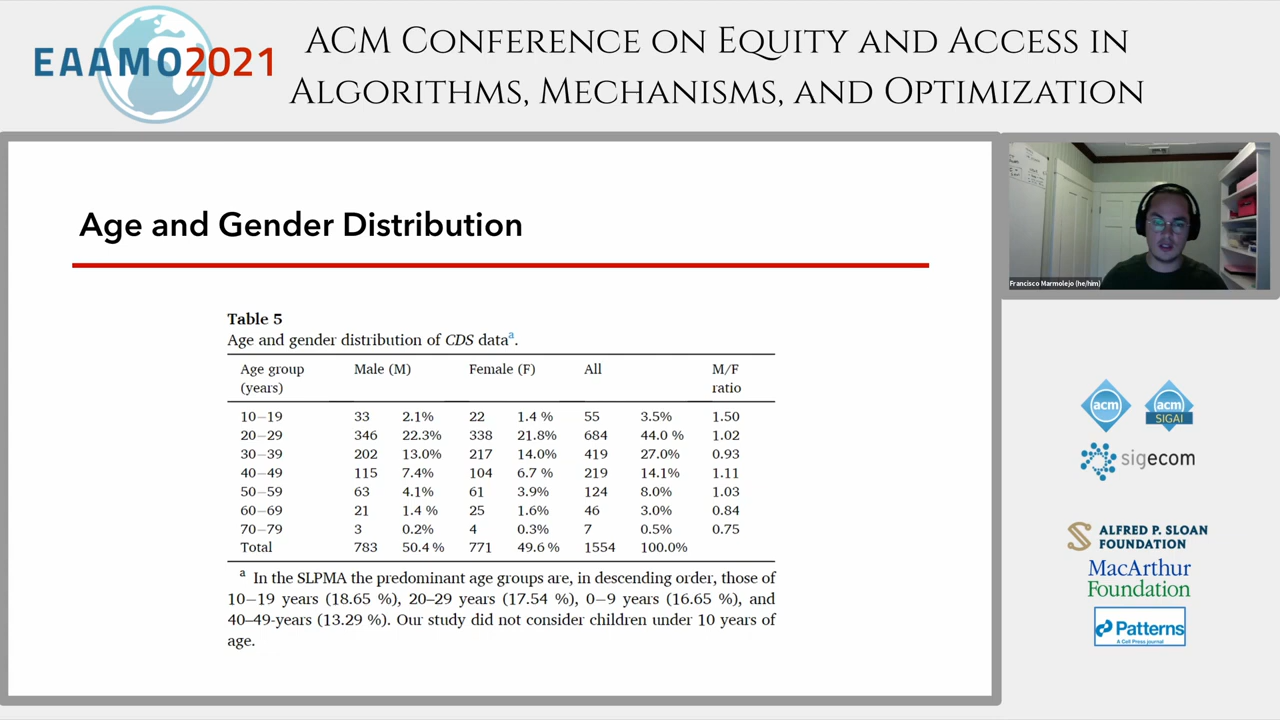 EAAMO2021
ACM Conference on Equity and Access in
Algorithms, Mechanisms, and Optimization
Age and Gender Distribution
Table 5
Age and gender distribution of CDS dataa.
Age group (years) Male (M) Female (F) All M/F ratio
10–19 33 2.1% 22 1.4 % 55 3.5% 1.50
20–29 346 22.3% 338 21.8% 684 44.0 % 1.02
30–39 202 13.0% 217 14.0% 419 27.0% 0.93
40–49 115 7.4% 104 6.7 % 219 14.1% 1.11
50–59 63 4.1% 61 3.9% 124 8.0% 1.03
60–69 21 1.4 % 25 1.6% 46 3.0% 0.84
70–79 3 0.2% 4 0.3% 7 0.5% 0.75
Total 783 50.4 % 771 49.6 % 1554 100.0%
a In the SLPMA the predominant age groups are, in descending order, those of
10–19 years (18.65 %), 20–29 years (17.54 %), 0–9 years (16.65 %), and
40–49-years (13.29 %). Our study did not consider children under 10 years of
age.
Francisco Marmolejo (he/him)
acm
acm
SIGAI
sigecom
ALFRED P. SLOAN
FOUNDATION
MacArthur
Foundation
Patterns
A Cell Press journal